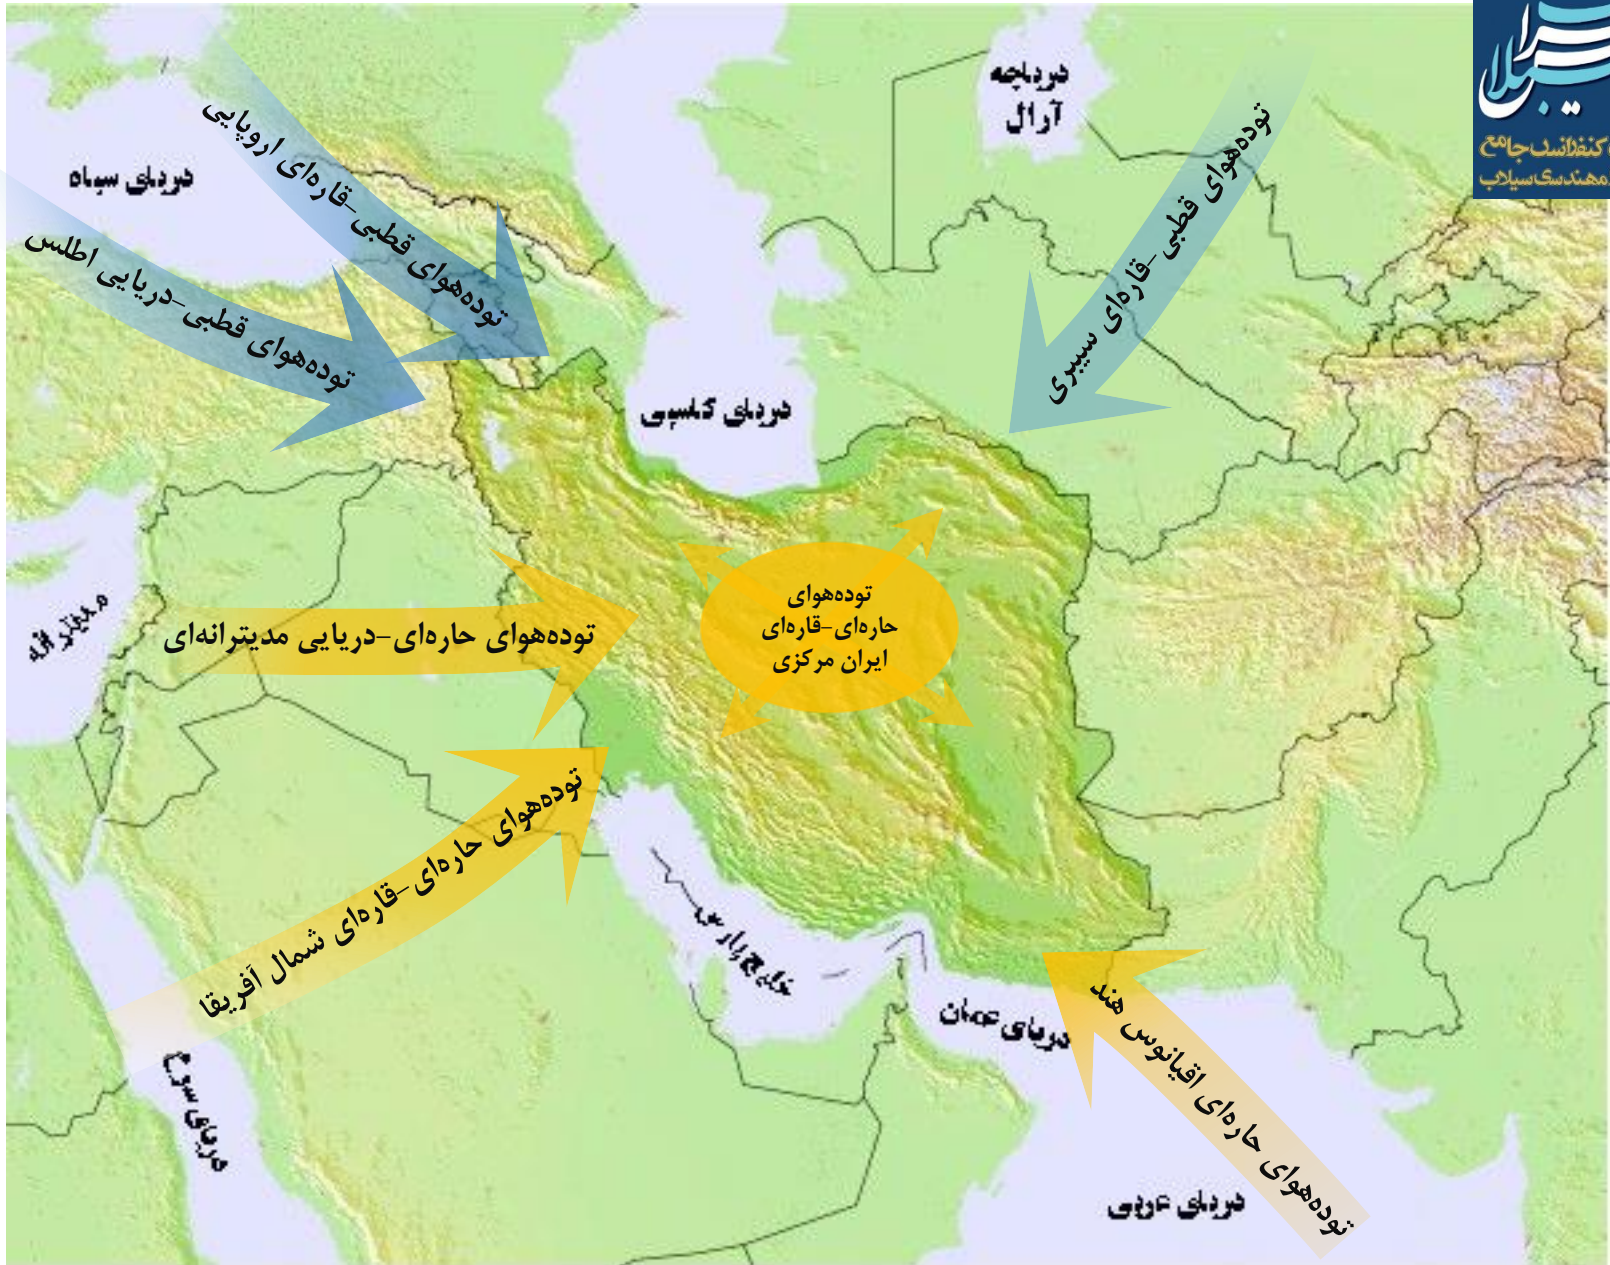 دریاچه
آرال
کنفرانس جامع
مهندسی سیلاب
دریای سیاه
توده‌هوای قطبی-قاره‌ای اروپایی
توده‌هوای قطبی-دریایی اطلس
توده‌هوای قطبی-قاره‌ای سیبری
دریای کاسپی
مدیترانه
توده‌هوای حاره‌ای-دریایی مدیترانه‌ای
توده‌هوای
حاره‌ای-قاره‌ای
ایران مرکزی
توده‌هوای حاره‌ای-قاره‌ای شمال آفریقا
خلیج پارس
دریای عمان
توده‌هوای حاره‌ای اقیانوس هند
دریای سرخ
دریای عربی